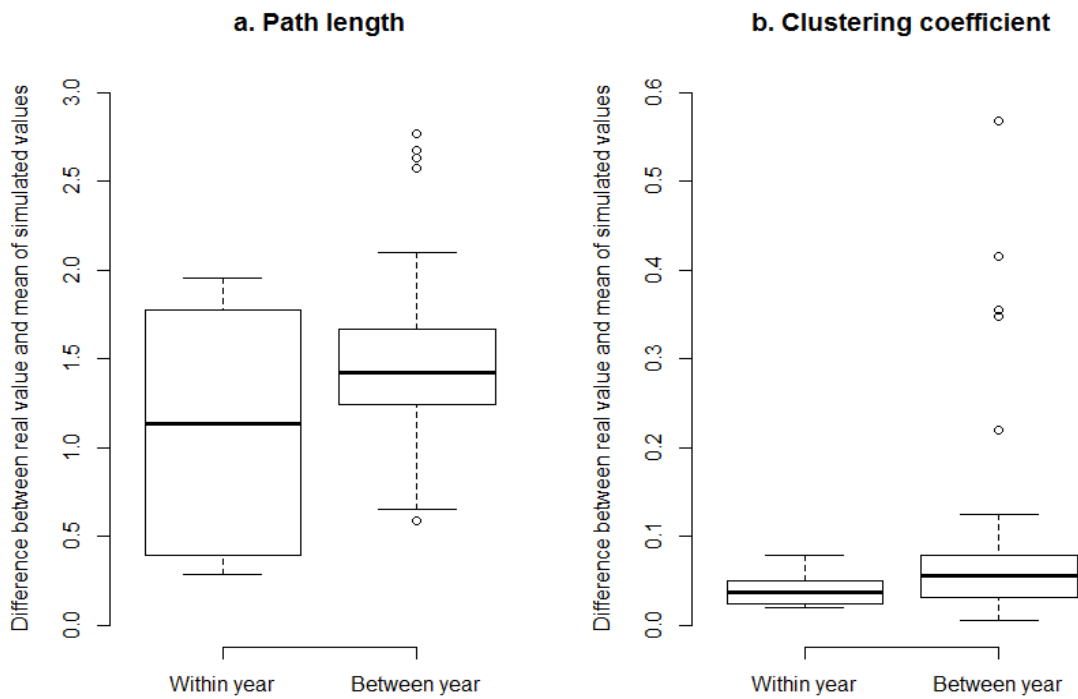 a. Path length
Difference between real value and mean of simulated values
3.0
2.5
2.0
1.5
1.0
0.5
0.0
Within year
Between year
b. Clustering coefficient
Difference between real value and mean of simulated values
0.6
0.5
0.4
0.3
0.2
0.1
0.0
Within year
Between year